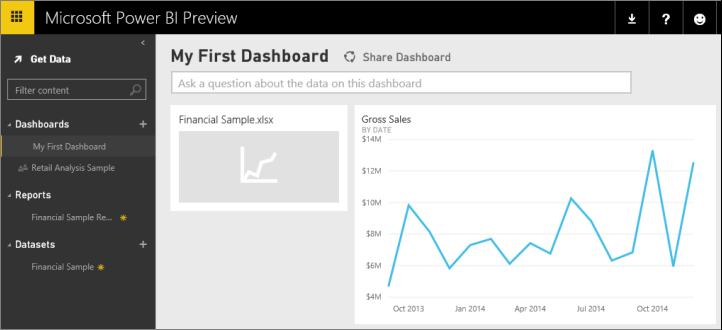 Microsoft Power BI Preview
?
<
Get Data
Filter content
Dashboards +
My First Dashboard
Retail Analysis Sample
Reports
Financial Sample Re...
Datasets +
Financial Sample
My First Dashboard Share Dashboard
Ask a question about the data on this dashboard
Financial Sample.xlsx
Gross Sales
BY DATE
$14M
$12M
$10M
$8M
$6M
$4M
Oct 2013 Jan 2014 Apr 2014 Jul 2014 Oct 2014